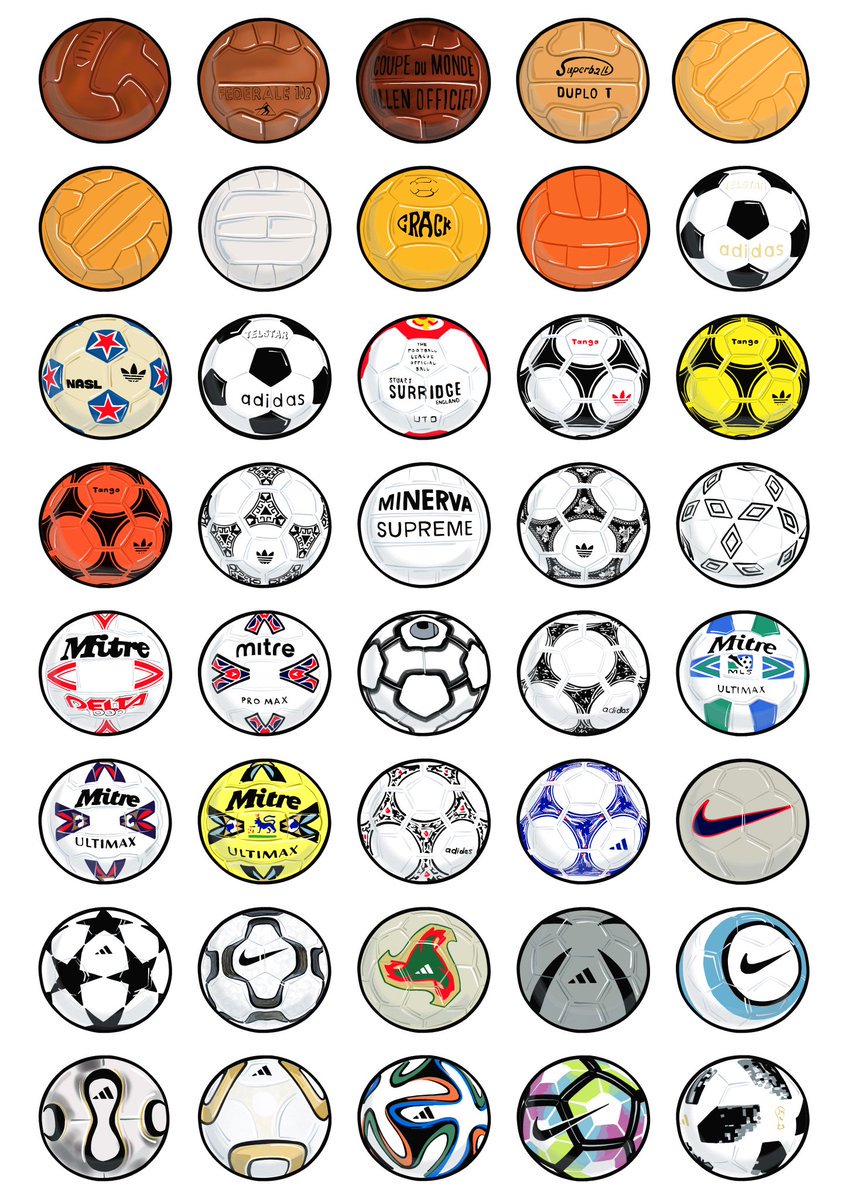 FEDERALE 102
COUPE DU MONDE
ALLEN OFFICIEL
Superball
DUPLO T
CRACK
TELSTAR
adidas
NASL
TELSTAR
adidas
THE
FOOTBALL
LEAGUE
OFFICIAL
BALL
STUART
SURRIDGE
ENGLAND
UTD
Tango
Tango
Tango
MINERVA
SUPREME
Mitre
DELTA
mitre
PRO MAX
adidas
Mitre
MLS
ULTIMAX
Mitre
ULTIMAX
Mitre
ULTIMAX
adidas